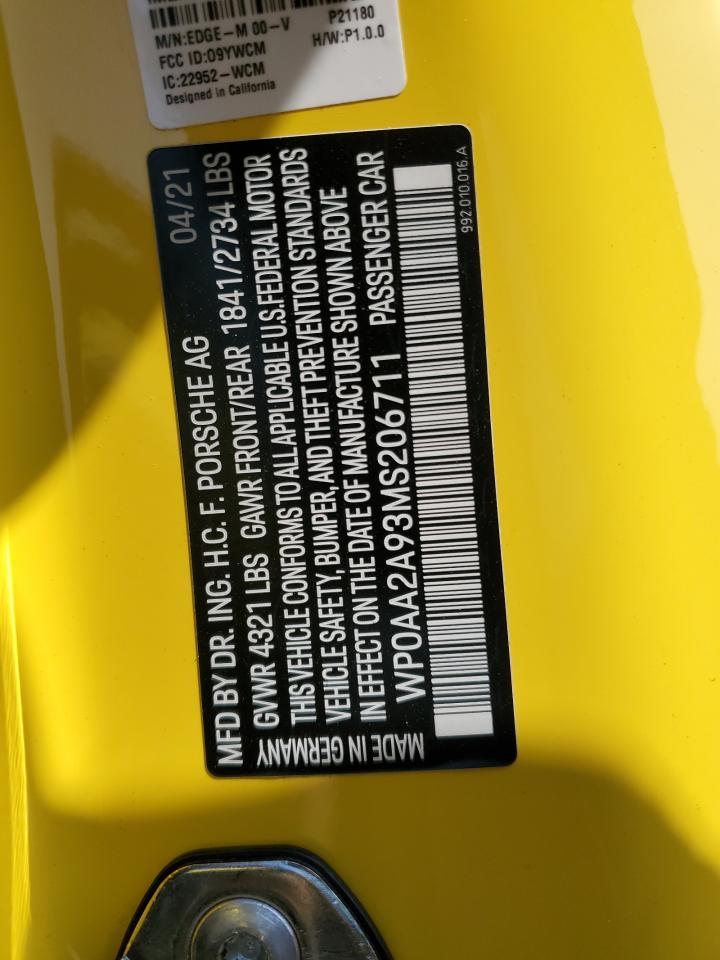 P21180
M/N:EDGE-M 00-V
H/W:P1.0.0
FCC ID:O9YWCM
IC:22952-WCM
Designed in California
MFD BY DR. ING. H.C. F. PORSCHE AG 04/21
GVWR 4321 LBS GAWR FRONT/REAR 1841/2734 LBS
THIS VEHICLE CONFORMS TO ALL APPLICABLE U.S. FEDERAL MOTOR
VEHICLE SAFETY, BUMPER, AND THEFT PREVENTION STANDARDS
IN EFFECT ON THE DATE OF MANUFACTURE SHOWN ABOVE
WP0AA2A93MS206711 PASSENGER CAR
MADE IN GERMANY
992.010.016.A